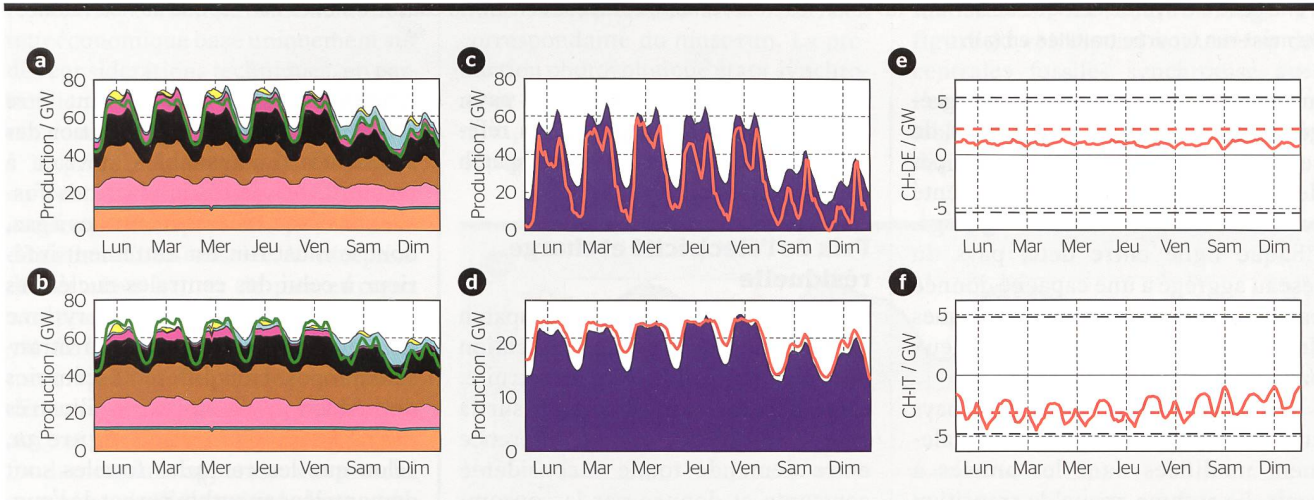 a
80
60
40
20
0
Production / GW
Lun Mar Mer Jeu Ven Sam Dim
b
80
60
40
20
0
Production / GW
Lun Mar Mer Jeu Ven Sam Dim
c
80
60
40
20
0
Production / GW
Lun Mar Mer Jeu Ven Sam Dim
d
20
10
0
Production / GW
Lun Mar Mer Jeu Ven Sam Dim
e
5
0
-5
CH-DE / GW
Lun Mar Mer Jeu Ven Sam Dim
f
5
0
-5
CH-IT / GW
Lun Mar Mer Jeu Ven Sam Dim